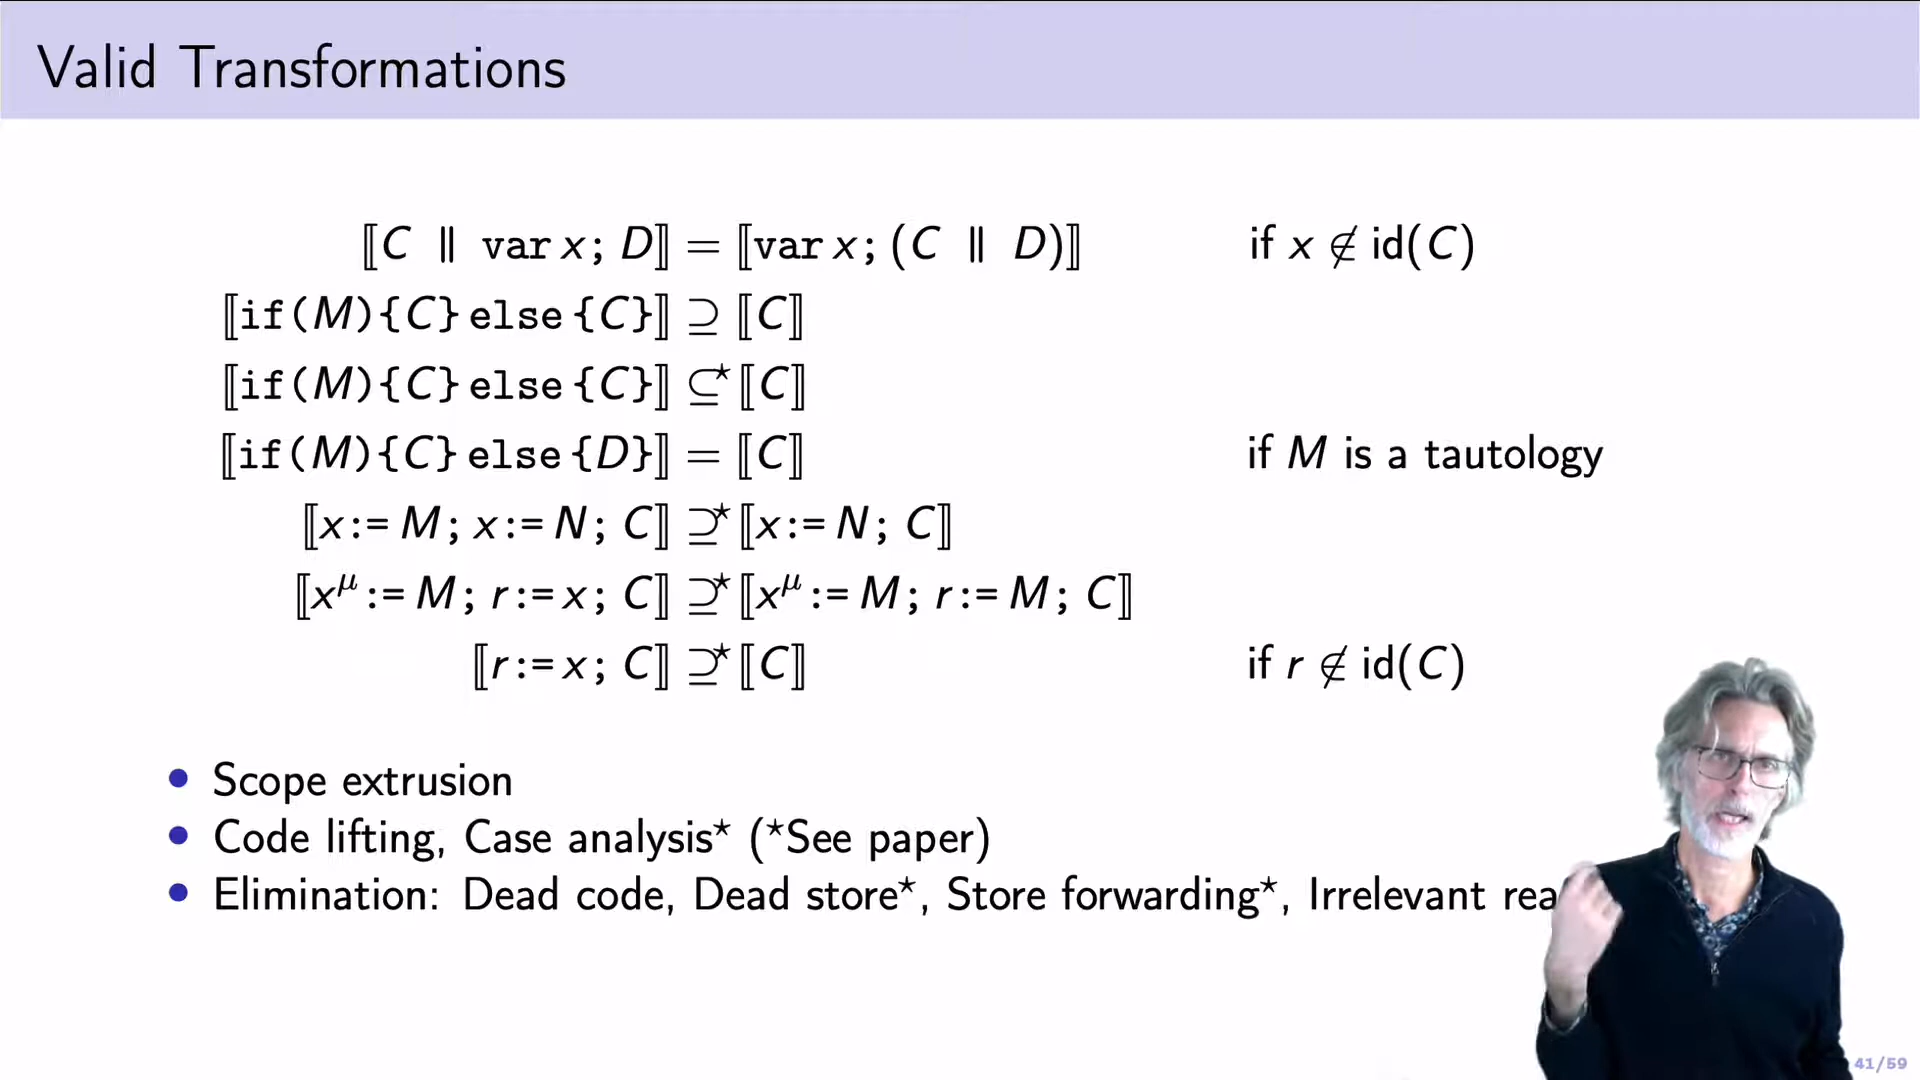 Valid Transformations
⟦C ‖ var x; D⟧ = ⟦var x; (C ‖ D)⟧ if x ∉ id(C)
⟦if(M){C} else {C}⟧ ⊇ ⟦C⟧
⟦if(M){C} else {C}⟧ ⊆⋆ ⟦C⟧
⟦if(M){C} else {D}⟧ = ⟦C⟧ if M is a tautology
⟦x := M; x := N; C⟧ ⊇⋆ ⟦x := N; C⟧
⟦x^μ := M; r := x; C⟧ ⊇⋆ ⟦x^μ := M; r := M; C⟧
⟦r := x; C⟧ ⊇⋆ ⟦C⟧ if r ∉ id(C)
• Scope extrusion
• Code lifting, Case analysis⋆ (⋆See paper)
• Elimination: Dead code, Dead store⋆, Store forwarding⋆, Irrelevant
41/59